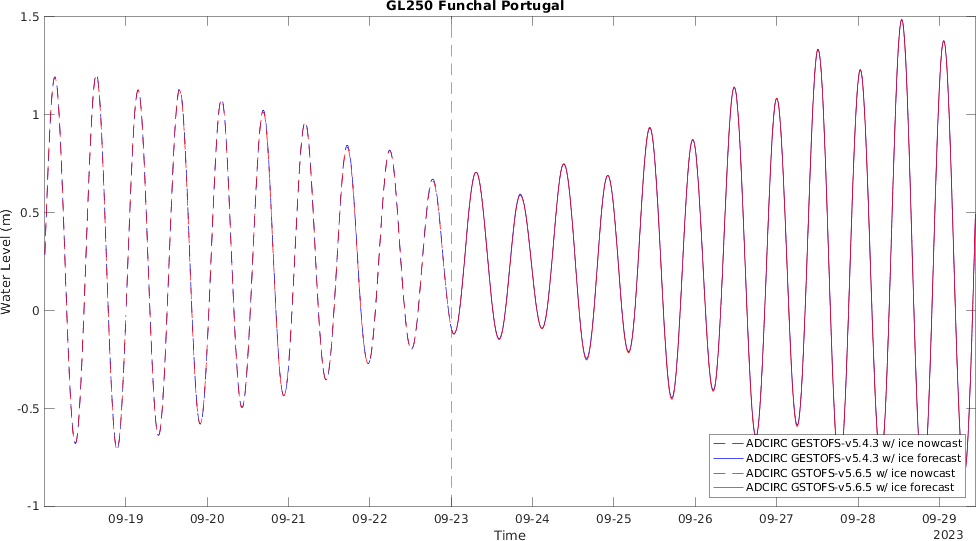 GL250 Funchal Portugal
Water Level (m)
1.5
1
0.5
0
-0.5
-1
ADCIRC GESTOFS-v5.4.3 w/ ice nowcast
ADCIRC GESTOFS-v5.4.3 w/ ice forecast
ADCIRC GSTOFS-v5.6.5 w/ ice nowcast
ADCIRC GSTOFS-v5.6.5 w/ ice forecast
09-19 09-20 09-21 09-22 09-23 09-24 09-25 09-26 09-27 09-28 09-29
Time
2023